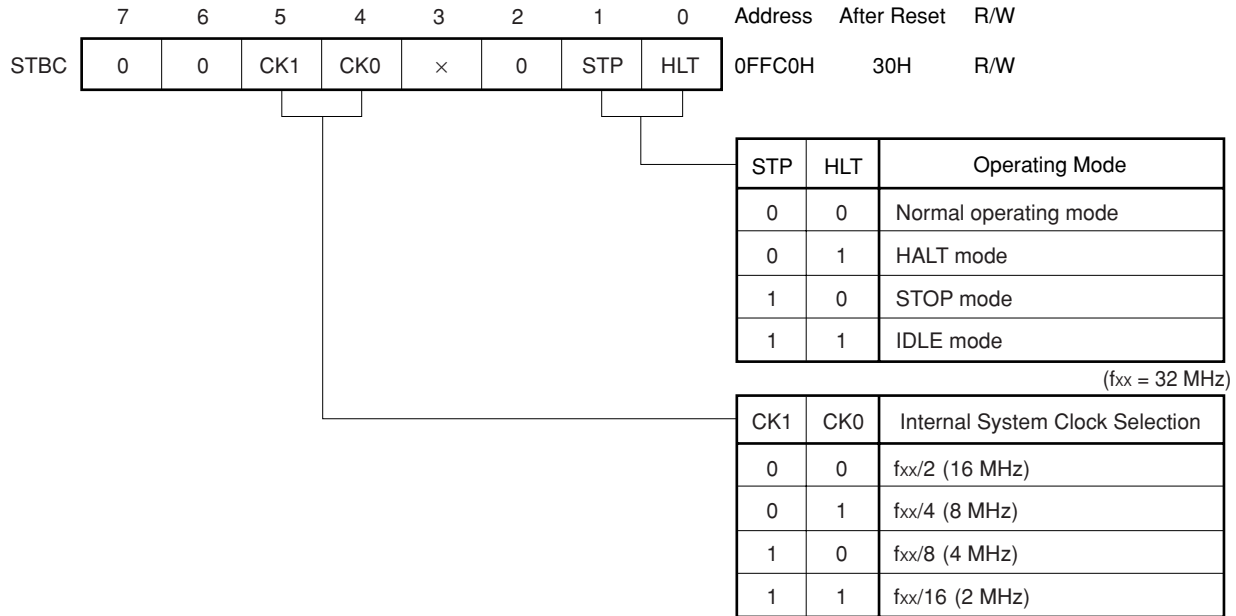 7 6 5 4 3 2 1 0 Address After Reset R/W
STBC 0 0 CK1 CK0 × 0 STP HLT 0FFC0H 30H R/W
STP HLT Operating Mode
0 0 Normal operating mode
0 1 HALT mode
1 0 STOP mode
1 1 IDLE mode
(fxx = 32 MHz)
CK1 CK0 Internal System Clock Selection
0 0 fxx/2 (16 MHz)
0 1 fxx/4 (8 MHz)
1 0 fxx/8 (4 MHz)
1 1 fxx/16 (2 MHz)